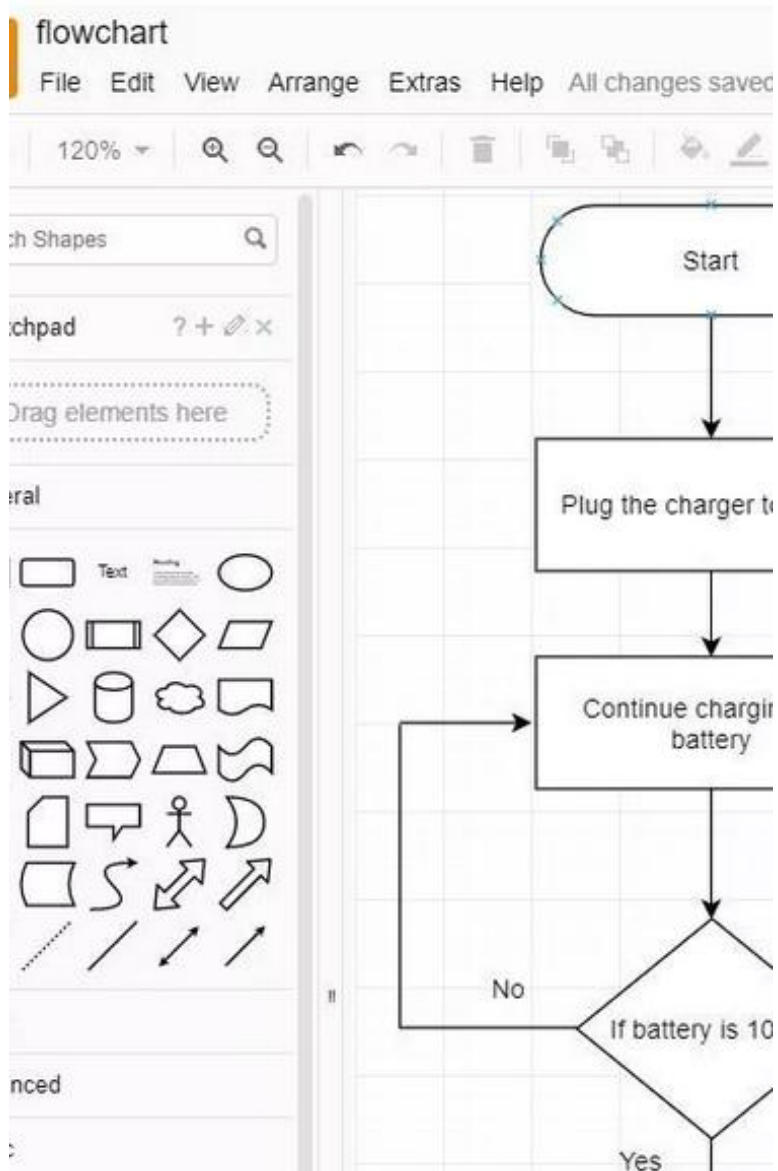 flowchart
File Edit View Arrange Extras Help All changes saved
120%
ch Shapes
tchpad ? +
Drag elements here
eral
Text
Start
Plug the charger to
Continue chargin
battery
No
If battery is 10
Yes
nced